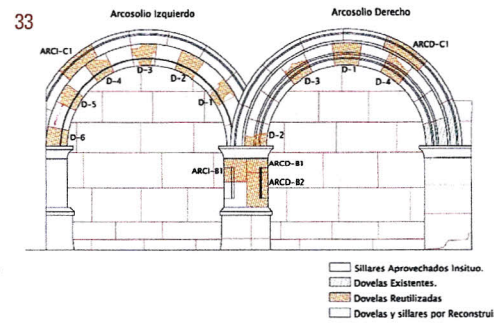 33
Arcosolio Izquierdo
Arcosolio Derecho
ARCI-C1
ARCD-C1
D-3
D-4
D-2
D-1
D-5
D-6
D-1
D-3
D-4
D-2
ARCI-B1
ARCD-B1
ARCD-B2
Sillares Aprovechados Insituo.
Dovelas Existentes.
Dovelas Reutilizadas
Dovelas y sillares por Reconstrui